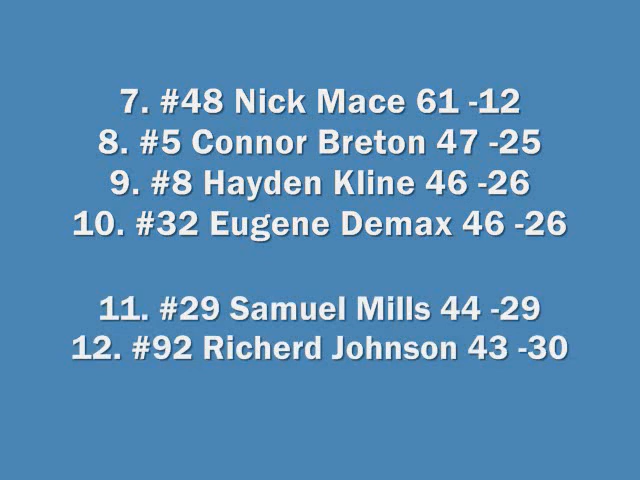 7. #48 Nick Mace 61 -12
8. #5 Connor Breton 47 -25
9. #8 Hayden Kline 46 -26
10. #32 Eugene Demax 46 -26
11. #29 Samuel Mills 44 -29
12. #92 Richerd Johnson 43 -30